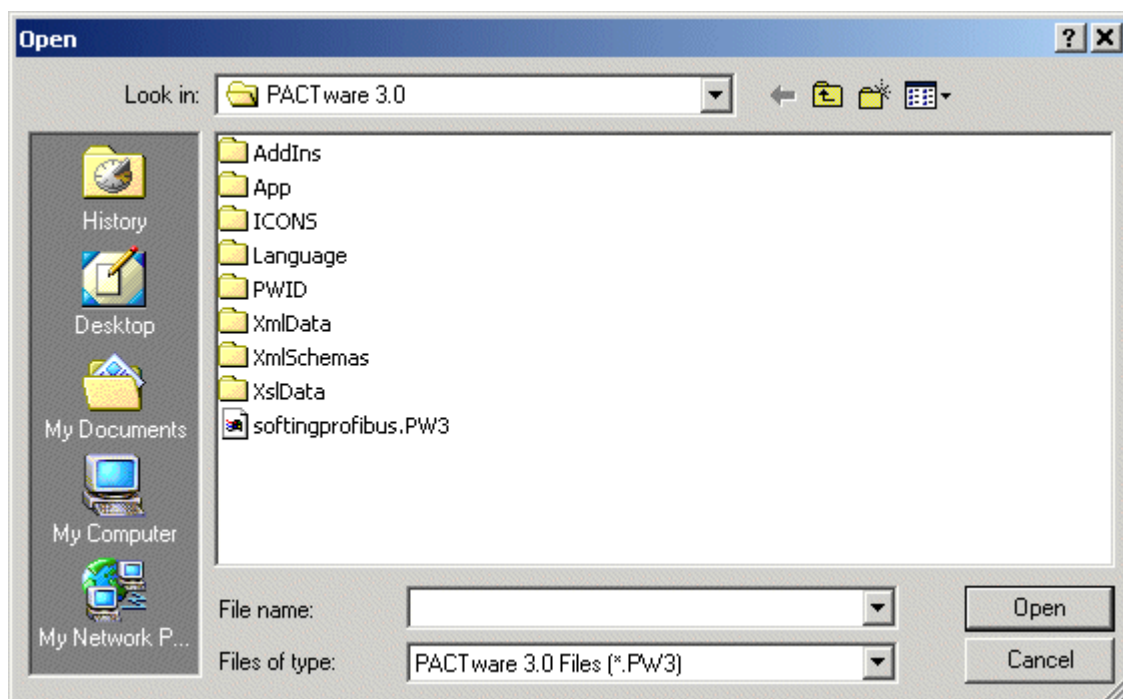 Open
Look in: PACTware 3.0
History
Desktop
My Documents
My Computer
My Network P...
AddIns
App
ICONS
Language
PWID
XmlData
XmlSchemas
XslData
softingprofibus.PW3
File name:
Open
Files of type: PACTware 3.0 Files (*.PW3)
Cancel